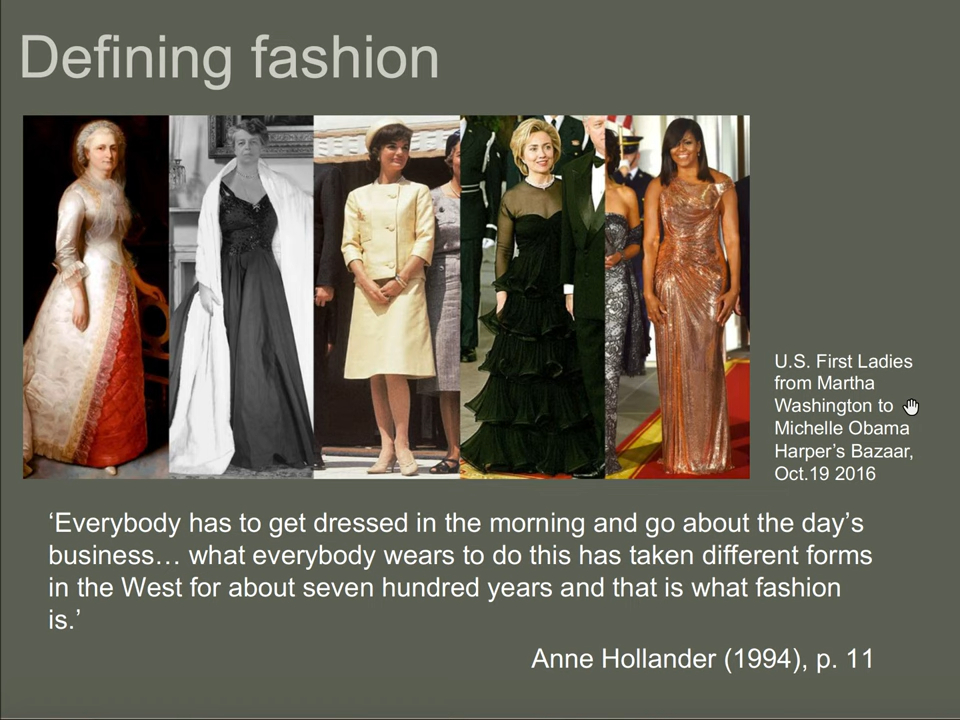 Defining fashion
U.S. First Ladies
from Martha
Washington to
Michelle Obama
Harper’s Bazaar,
Oct.19 2016
‘Everybody has to get dressed in the morning and go about the day’s
business… what everybody wears to do this has taken different forms
in the West for about seven hundred years and that is what fashion
is.’
Anne Hollander (1994), p. 11